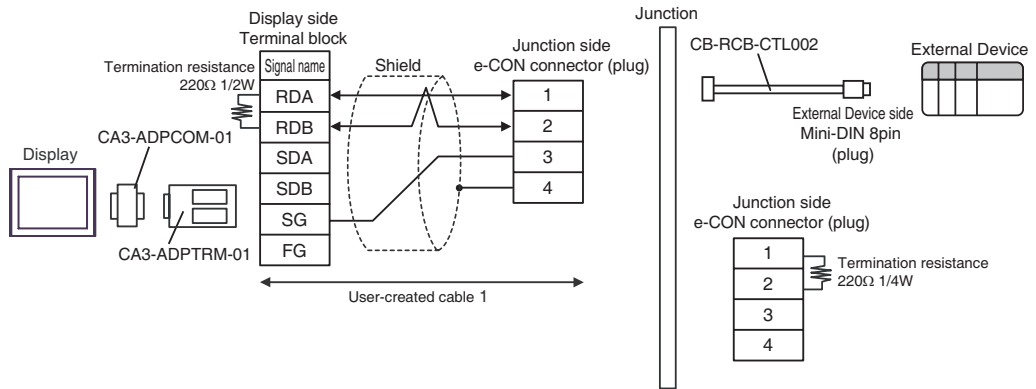 Junction
Display side
Terminal block
Junction side
e-CON connector (plug)
CB-RCB-CTL002
External Device
Termination resistance
220Ω 1/2W
Signal name
Shield
RDA
1
RDB
2
SDA
3
SDB
4
SG
FG
External Device side
Mini-DIN 8pin
(plug)
CA3-ADPCOM-01
Display
CA3-ADPTRM-01
User-created cable 1
Junction side
e-CON connector (plug)
1
2
3
4
Termination resistance
220Ω 1/4W